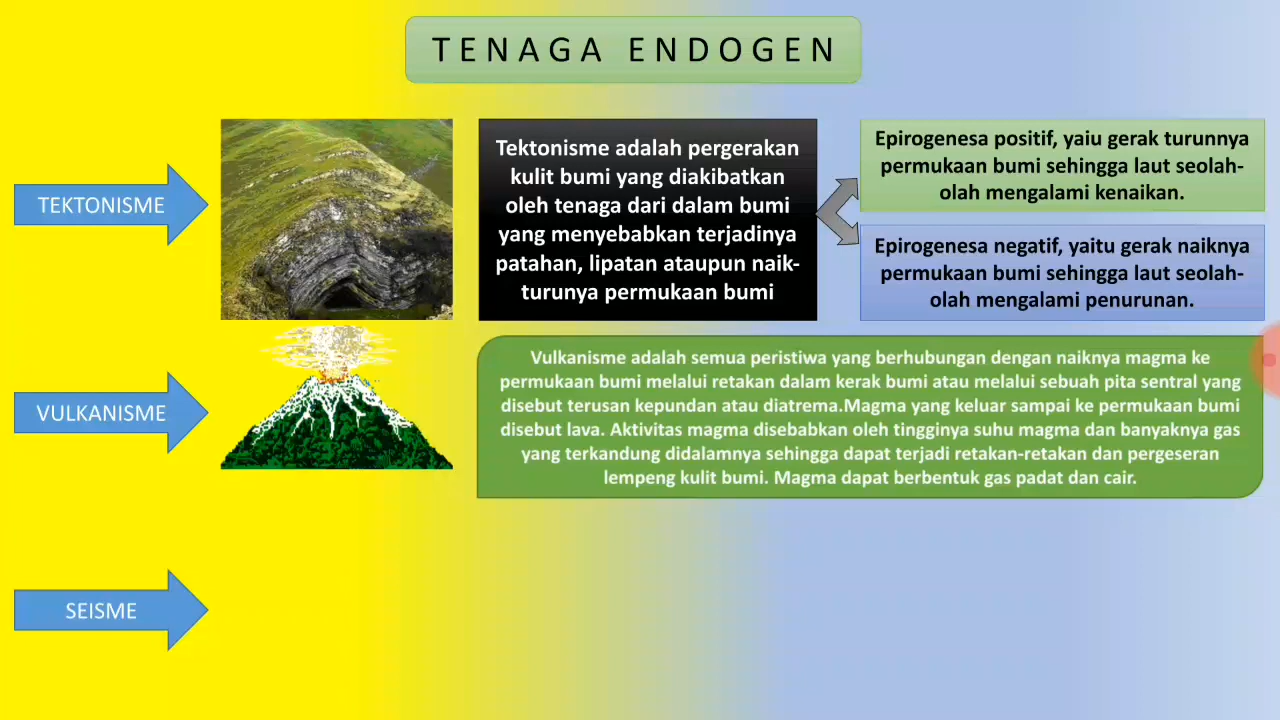 TENAGA ENDOGEN
TEKTONISME
Tektonisme adalah pergerakan
kulit bumi yang diakibatkan
oleh tenaga dari dalam bumi
yang menyebabkan terjadinya
patahan, lipatan ataupun naik-
turunya permukaan bumi
Epirogenesa positif, yaiu gerak turunnya
permukaan bumi sehingga laut seolah-
olah mengalami kenaikan.
Epirogenesa negatif, yaitu gerak naiknya
permukaan bumi sehingga laut seolah-
olah mengalami penurunan.
VULKANISME
Vulkanisme adalah semua peristiwa yang berhubungan dengan naiknya magma ke
permukaan bumi melalui retakan dalam kerak bumi atau melalui sebuah pita sentral yang
disebut terusan kepundan atau diatrema.Magma yang keluar sampai ke permukaan bumi
disebut lava. Aktivitas magma disebabkan oleh tingginya suhu magma dan banyaknya gas
yang terkandung didalamnya sehingga dapat terjadi retakan-retakan dan pergeseran
lempeng kulit bumi. Magma dapat berbentuk gas padat dan cair.
SEISME